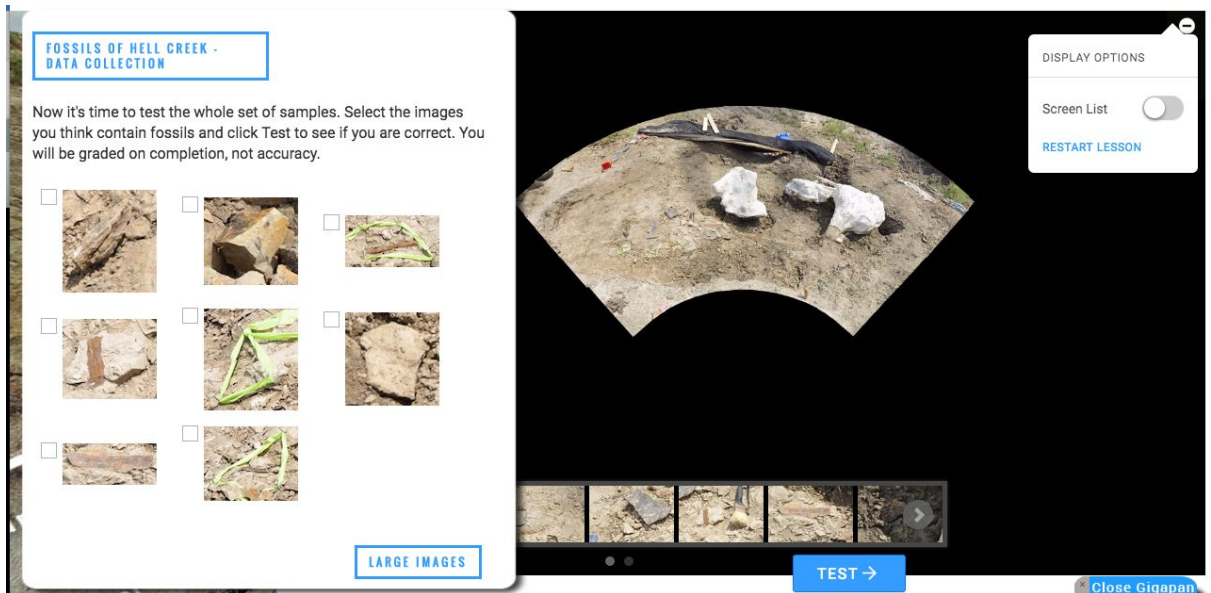 FOSSILS OF HELL CREEK -
DATA COLLECTION
Now it's time to test the whole set of samples. Select the images
you think contain fossils and click Test to see if you are correct. You
will be graded on completion, not accuracy.
LARGE IMAGES
DISPLAY OPTIONS
Screen List
RESTART LESSON
TEST →
× Close Gigapan